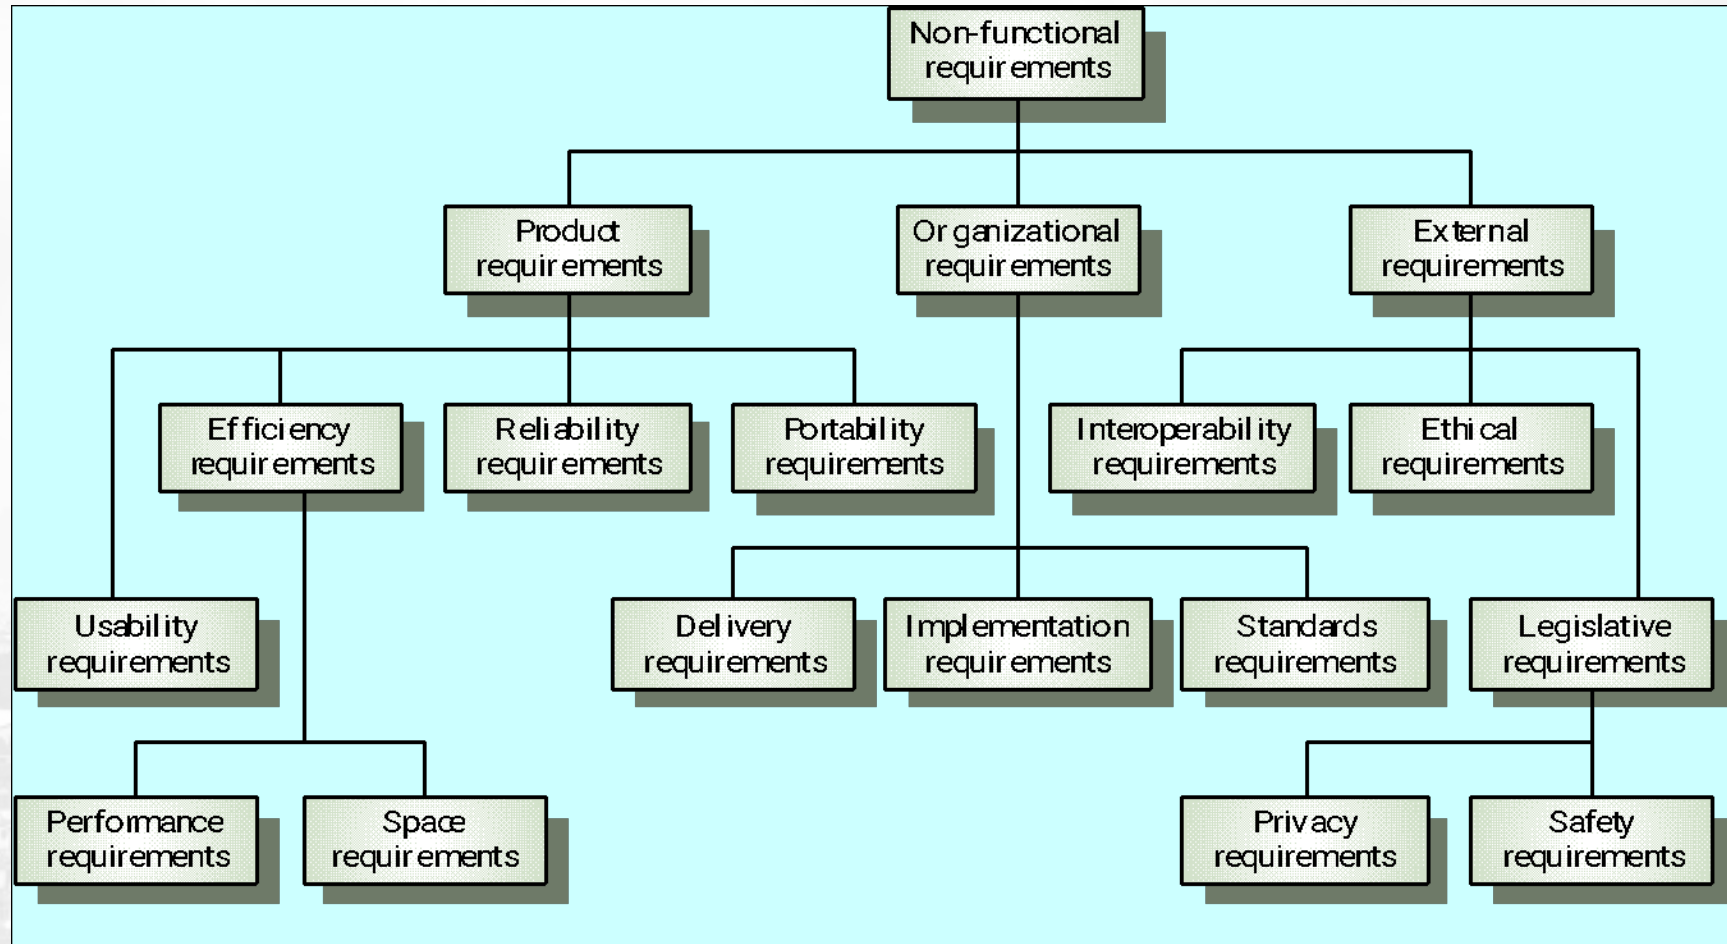 Non-functional
requirements
Product
requirements
Organizational
requirements
External
requirements
Efficiency
requirements
Reliability
requirements
Portability
requirements
Interoperability
requirements
Ethical
requirements
Usability
requirements
Delivery
requirements
Implementation
requirements
Standards
requirements
Legislative
requirements
Performance
requirements
Space
requirements
Privacy
requirements
Safety
requirements